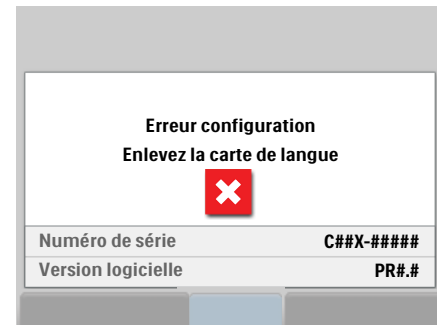 Erreur configuration
Enlevez la carte de langue
Numéro de série C##X-#####
Version logicielle PR#.#